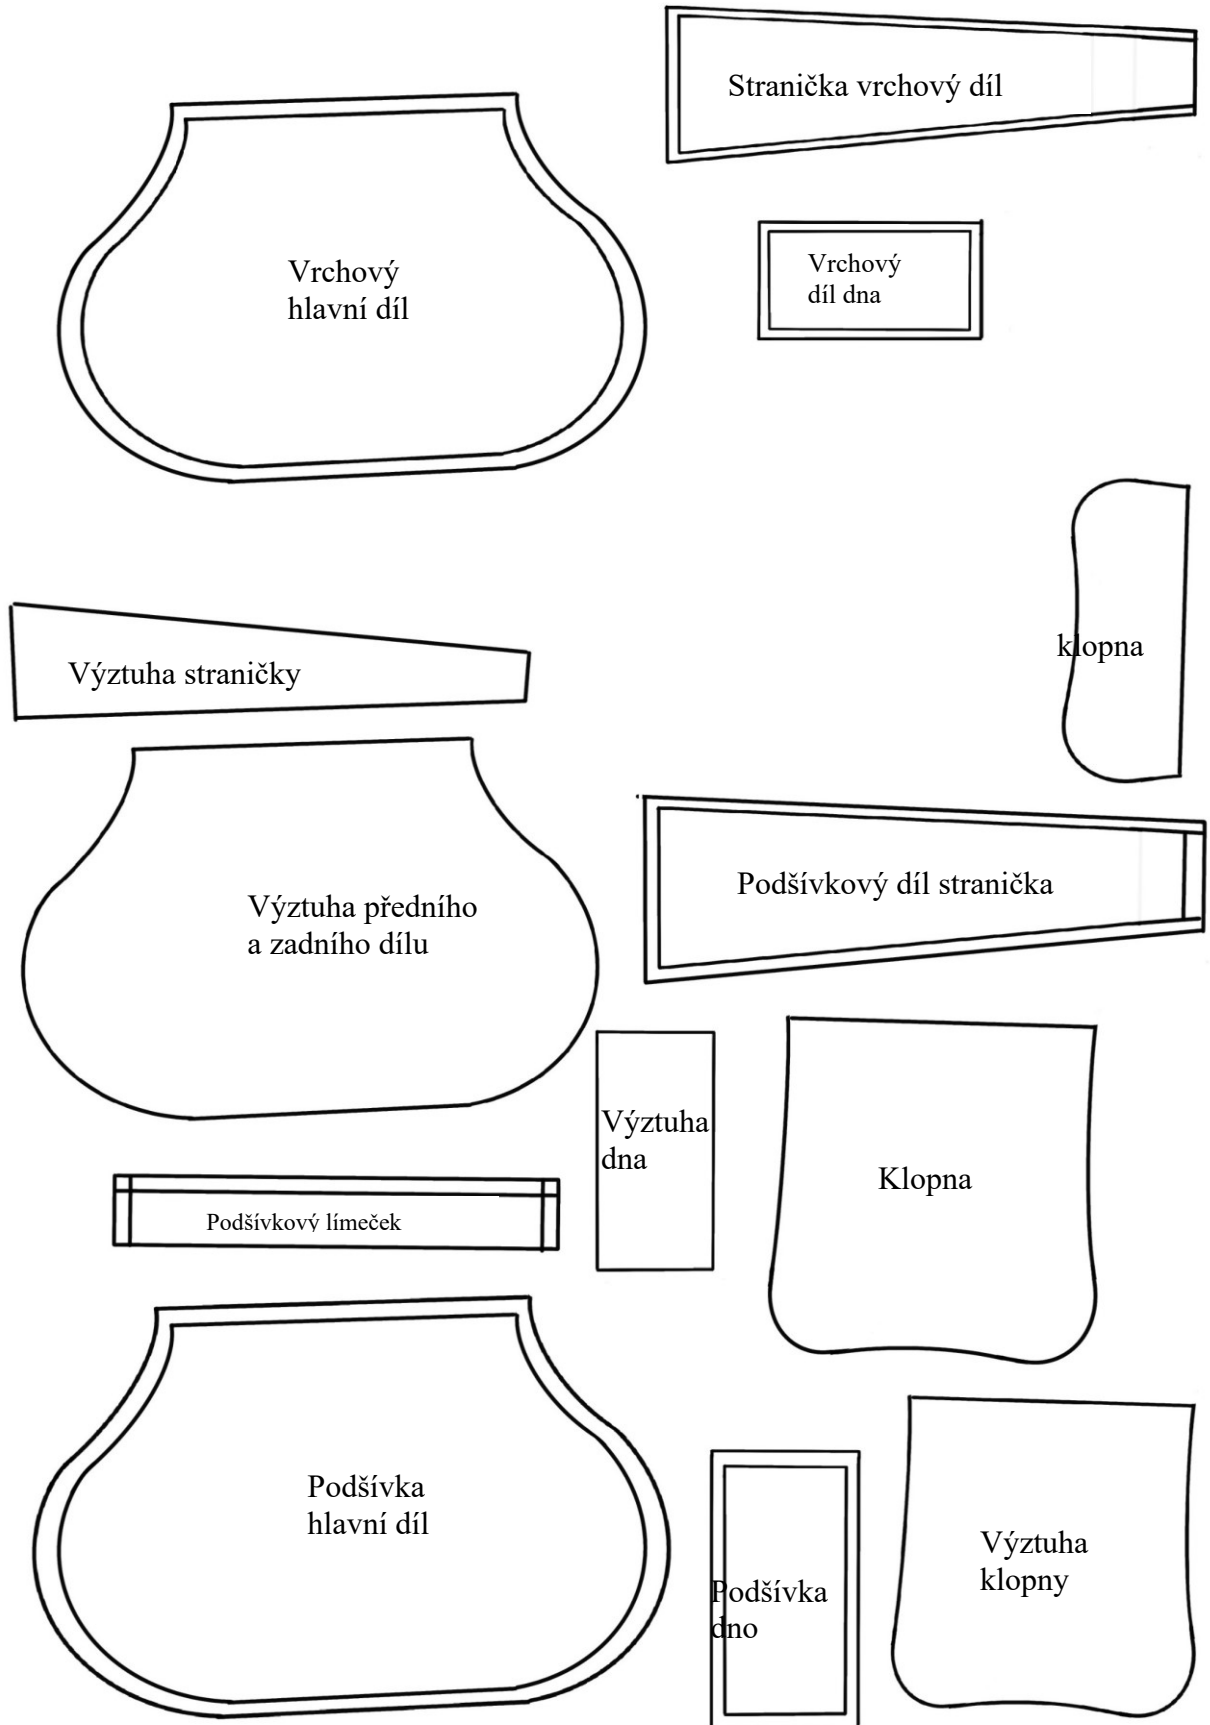 Stranička vrchový díl
Vrchový
hlavní díl
Vrchový
díl dna
klopna
Výztuha straničky
Podšívkový díl stranička
Výztuha předního
a zadního dílu
Výztuha
dna
Klopna
Podšívkový límeček
Podšívka
hlavní díl
Výztuha
klopny
Podšívka
dno